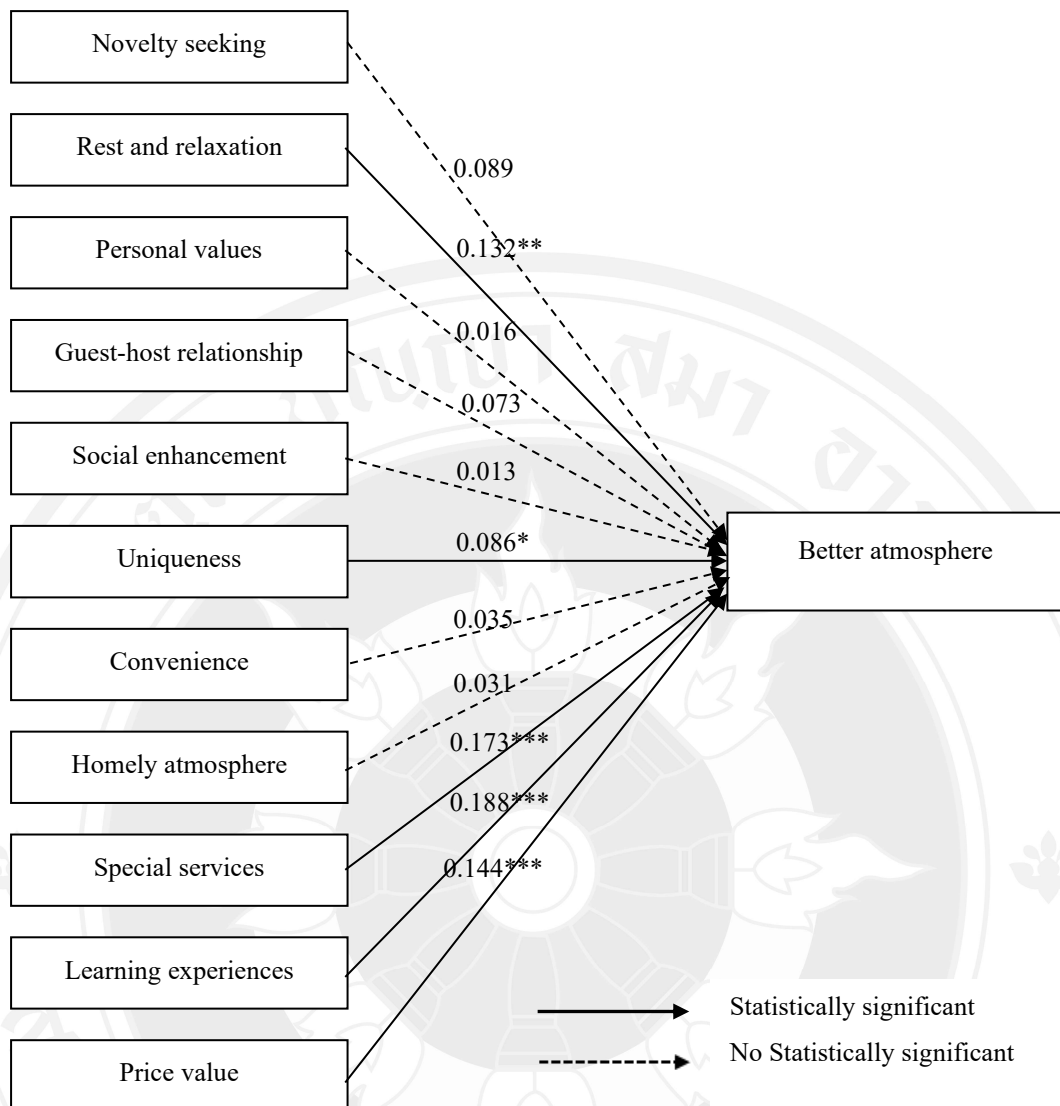 Novelty seeking
Rest and relaxation
Personal values
Guest-host relationship
Social enhancement
Uniqueness
Convenience
Homely atmosphere
Special services
Learning experiences
Price value
0.089
0.132**
0.016
0.073
0.013
0.086*
0.035
0.031
0.173***
0.188***
0.144***
Better atmosphere
Statistically significant
No Statistically significant